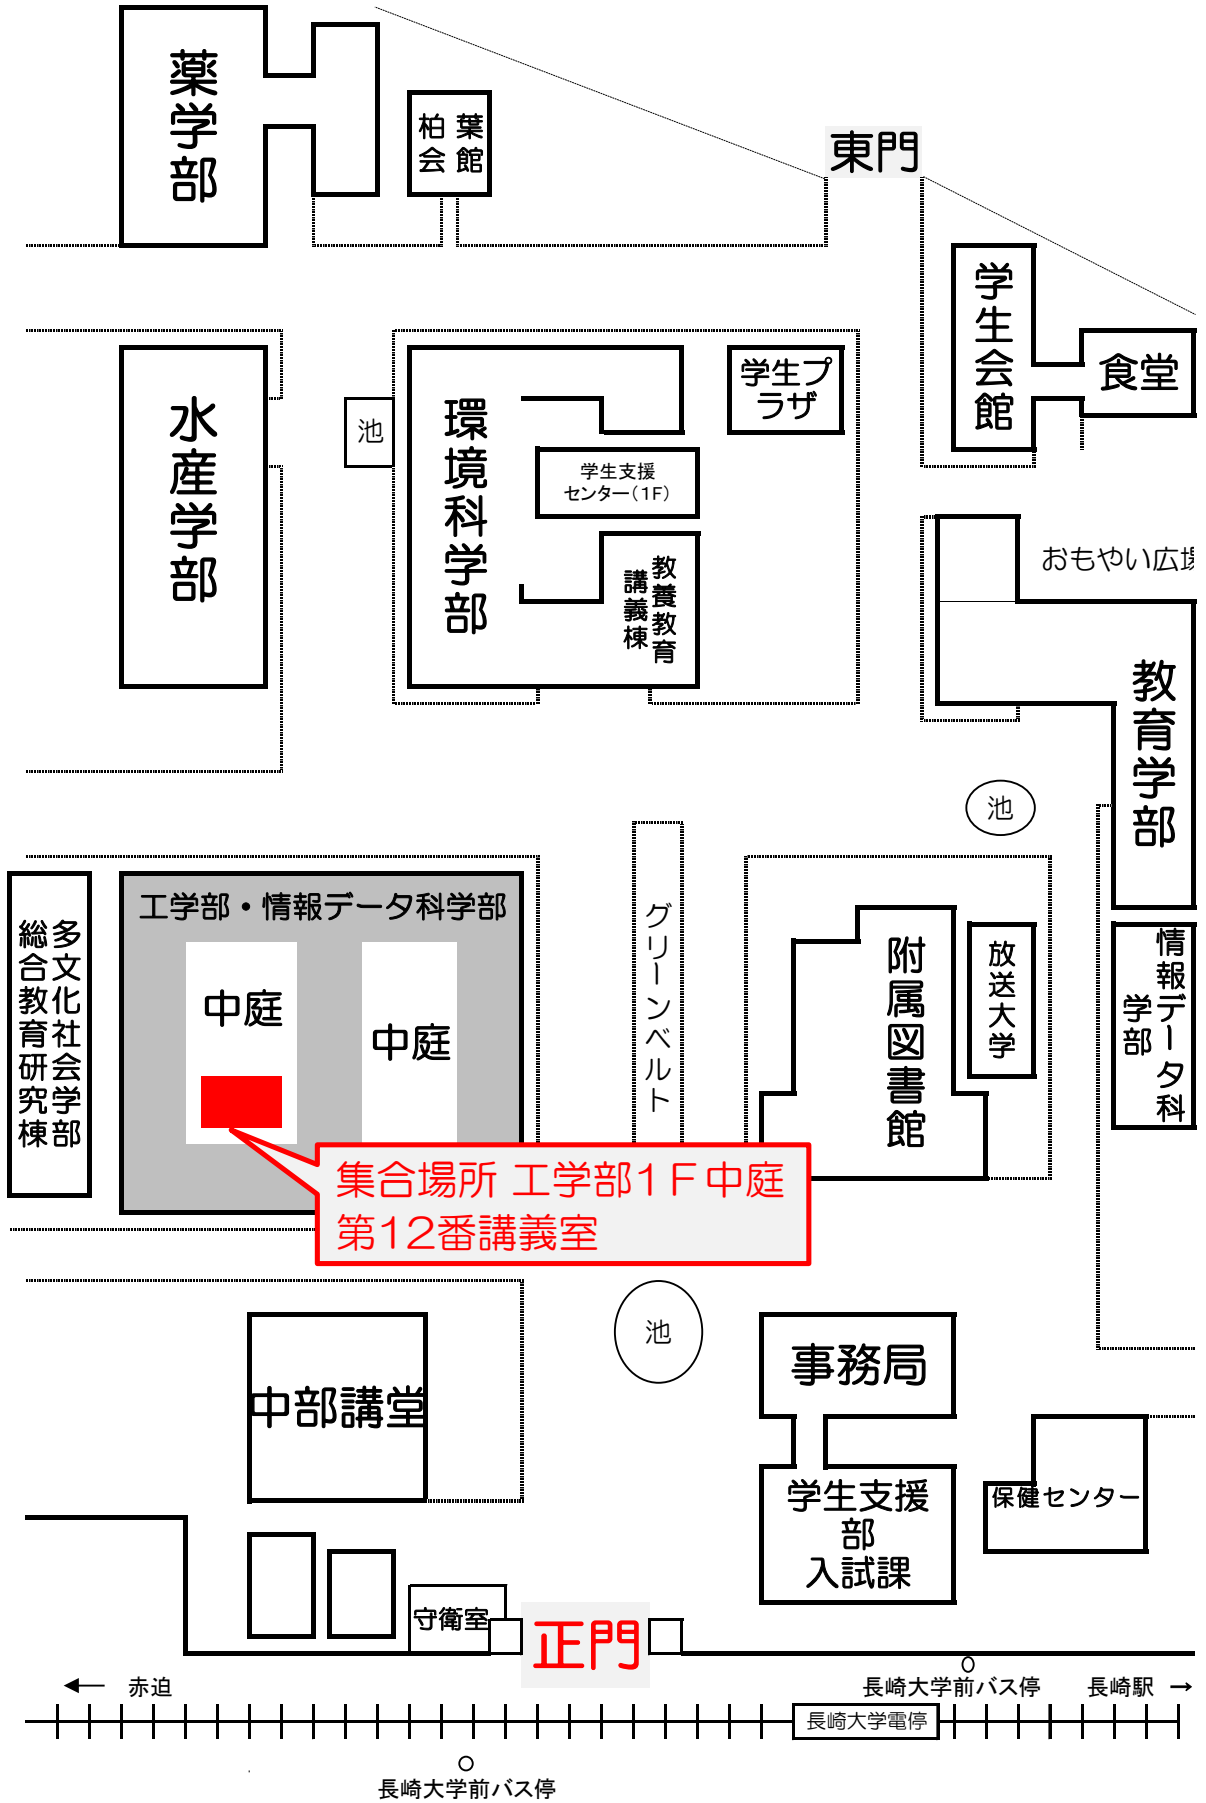 薬学部
柏葉会館
東門
学生会館
食堂
水産学部
池
環境科学部
学生プ
ラザ
学生支援
センター(1F)
教養教育
講義棟
おもやい広場
教育学部
池
多文化社会学部
総合教育研究棟
工学部・情報データ科学部
中庭
中庭
グリーンベルト
附属図書館
放送大学
情報データ科
学部
集合場所 工学部1F中庭
第12番講義室
池
中部講堂
事務局
学生支援
部
入試課
保健センター
守衛室
正門
← 赤迫
長崎大学前バス停
長崎駅 →
長崎大学電停
長崎大学前バス停